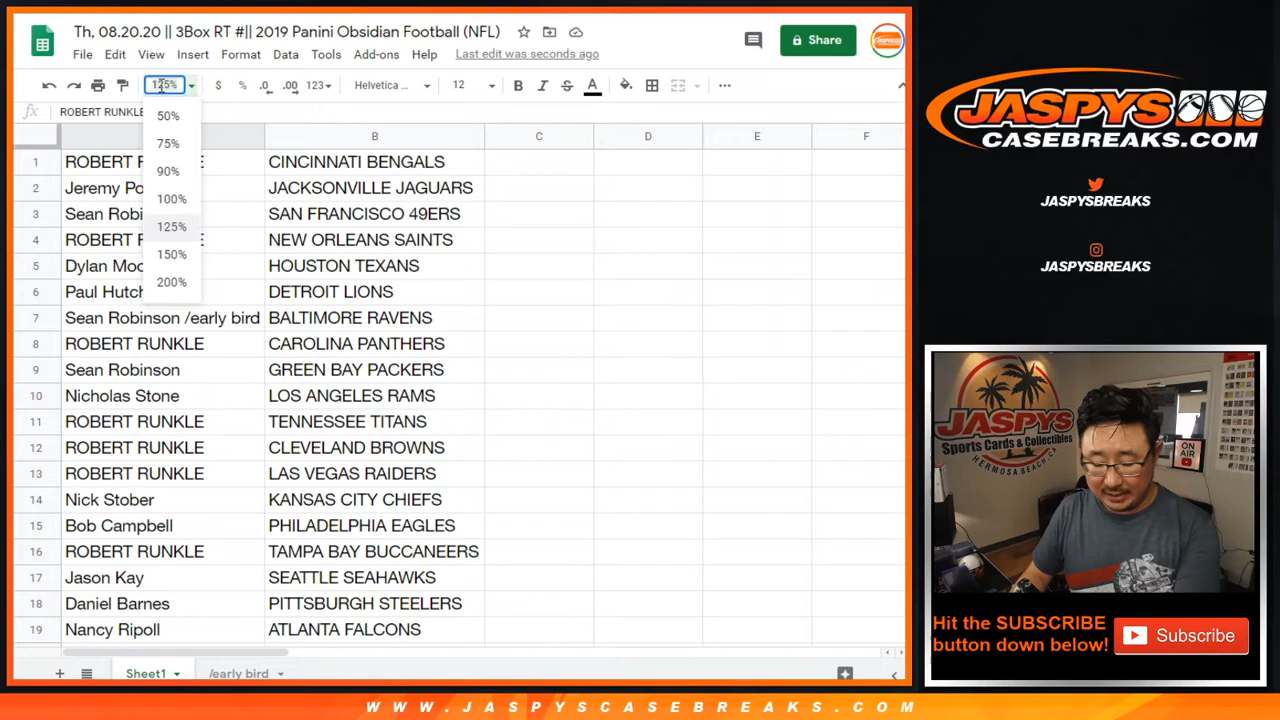 Th, 08.20.20 || 3Box RT #|| 2019 Panini Obsidian Football (NFL)
File Edit View Insert Format Data Tools Add-ons Help Last edit was seconds ago
Share
125% $ % .0 .00 123 Helvetica ... 12 B I S A
fx ROBERT RUNKLE
50%
75%
90%
100%
125%
150%
200%
B C D E F
1 ROBERT R LE CINCINNATI BENGALS
2 Jeremy Po JACKSONVILLE JAGUARS
3 Sean Robi SAN FRANCISCO 49ERS
4 ROBERT R LE NEW ORLEANS SAINTS
5 Dylan Moo HOUSTON TEXANS
6 Paul Hutch DETROIT LIONS
7 Sean Robinson /early bird BALTIMORE RAVENS
8 ROBERT RUNKLE CAROLINA PANTHERS
9 Sean Robinson GREEN BAY PACKERS
10 Nicholas Stone LOS ANGELES RAMS
11 ROBERT RUNKLE TENNESSEE TITANS
12 ROBERT RUNKLE CLEVELAND BROWNS
13 ROBERT RUNKLE LAS VEGAS RAIDERS
14 Nick Stober KANSAS CITY CHIEFS
15 Bob Campbell PHILADELPHIA EAGLES
16 ROBERT RUNKLE TAMPA BAY BUCCANEERS
17 Jason Kay SEATTLE SEAHAWKS
18 Daniel Barnes PITTSBURGH STEELERS
19 Nancy Ripoll ATLANTA FALCONS
Sheet1 /early bird
JASPYS
CASEBREAKS.COM
JASPYSBREAKS
JASPYSBREAKS
JASPYS
Sports Cards & Collectibles
HERMOSA BEACH, CA
ON AIR
Hit the SUBSCRIBE
button down below!
Subscribe
WWW.JASPYSCASEBREAKS.COM